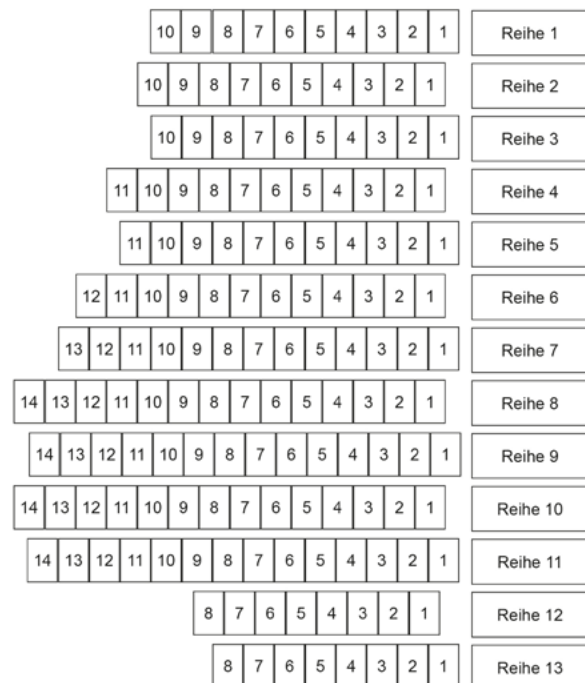 10 9 8 7 6 5 4 3 2 1 Reihe 1
10 9 8 7 6 5 4 3 2 1 Reihe 2
10 9 8 7 6 5 4 3 2 1 Reihe 3
11 10 9 8 7 6 5 4 3 2 1 Reihe 4
11 10 9 8 7 6 5 4 3 2 1 Reihe 5
12 11 10 9 8 7 6 5 4 3 2 1 Reihe 6
13 12 11 10 9 8 7 6 5 4 3 2 1 Reihe 7
14 13 12 11 10 9 8 7 6 5 4 3 2 1 Reihe 8
14 13 12 11 10 9 8 7 6 5 4 3 2 1 Reihe 9
14 13 12 11 10 9 8 7 6 5 4 3 2 1 Reihe 10
14 13 12 11 10 9 8 7 6 5 4 3 2 1 Reihe 11
8 7 6 5 4 3 2 1 Reihe 12
8 7 6 5 4 3 2 1 Reihe 13